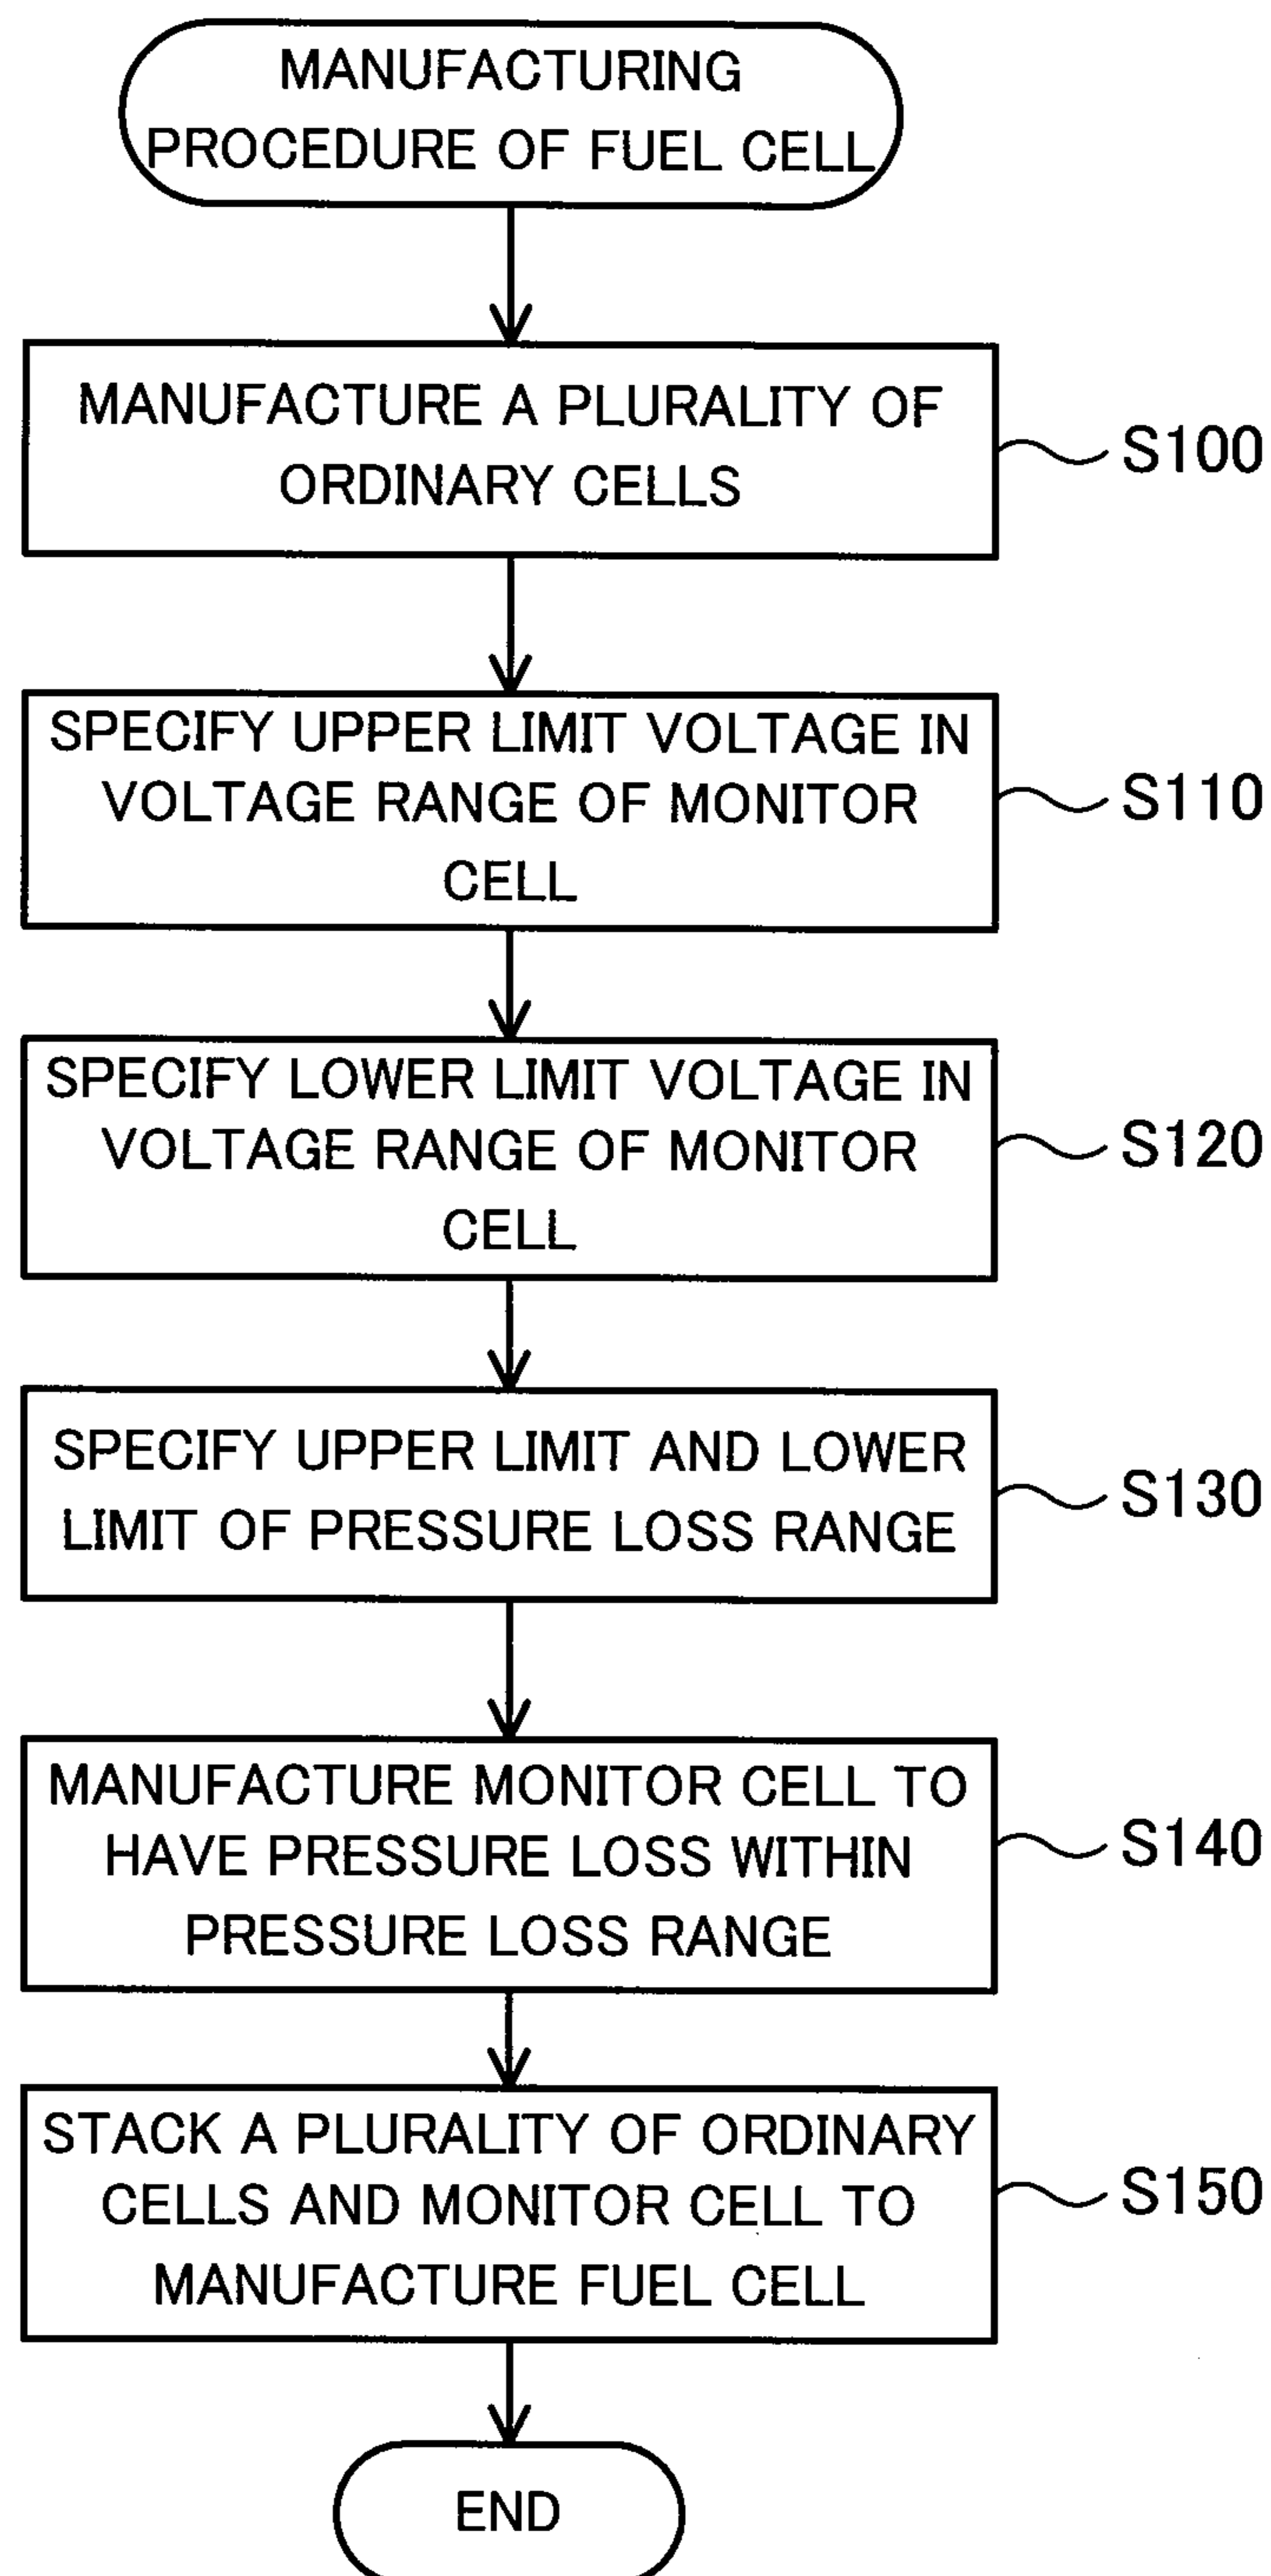 MANUFACTURING
PROCEDURE OF FUEL CELL
MANUFACTURE A PLURALITY OF
ORDINARY CELLS
S100
SPECIFY UPPER LIMIT VOLTAGE IN
VOLTAGE RANGE OF MONITOR
CELL
S110
SPECIFY LOWER LIMIT VOLTAGE IN
VOLTAGE RANGE OF MONITOR
CELL
S120
SPECIFY UPPER LIMIT AND LOWER
LIMIT OF PRESSURE LOSS RANGE
S130
MANUFACTURE MONITOR CELL TO
HAVE PRESSURE LOSS WITHIN
PRESSURE LOSS RANGE
S140
STACK A PLURALITY OF ORDINARY
CELLS AND MONITOR CELL TO
MANUFACTURE FUEL CELL
S150
END